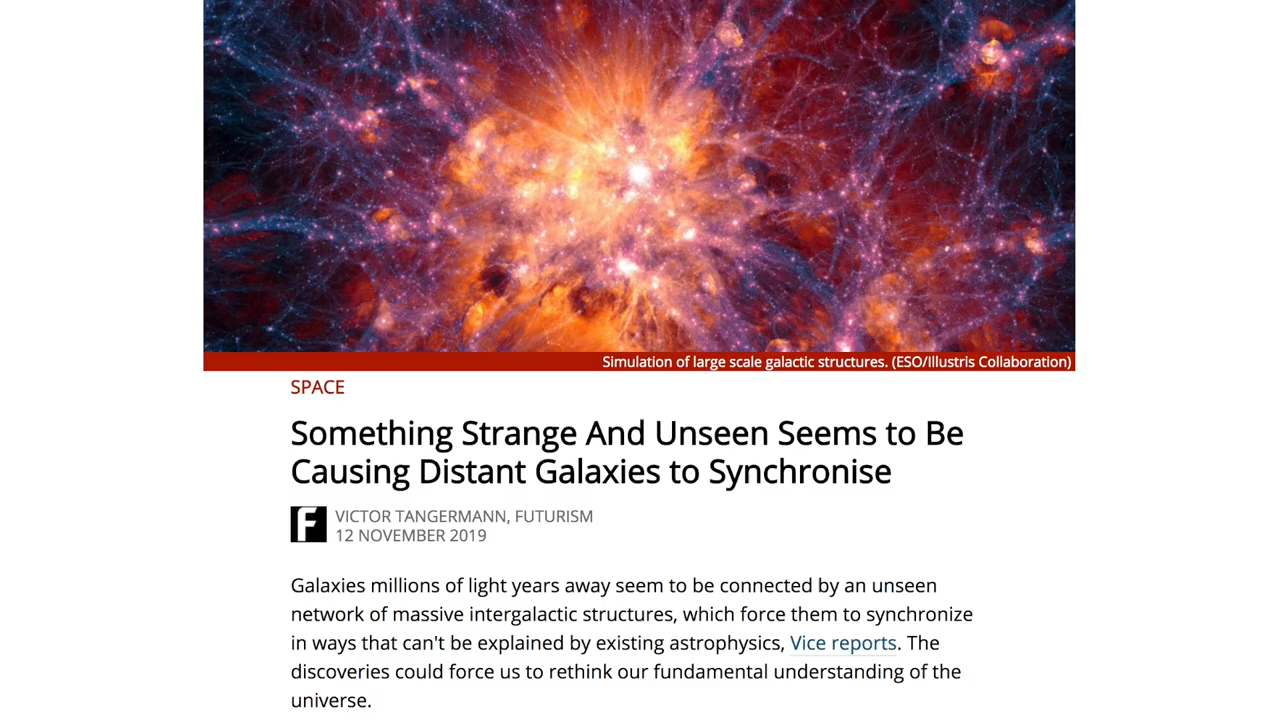 Simulation of large scale galactic structures. (ESO/Illustris Collaboration)
SPACE
Something Strange And Unseen Seems to Be
Causing Distant Galaxies to Synchronise
F
VICTOR TANGERMANN, FUTURISM
12 NOVEMBER 2019
Galaxies millions of light years away seem to be connected by an unseen
network of massive intergalactic structures, which force them to synchronize
in ways that can't be explained by existing astrophysics, Vice reports. The
discoveries could force us to rethink our fundamental understanding of the
universe.